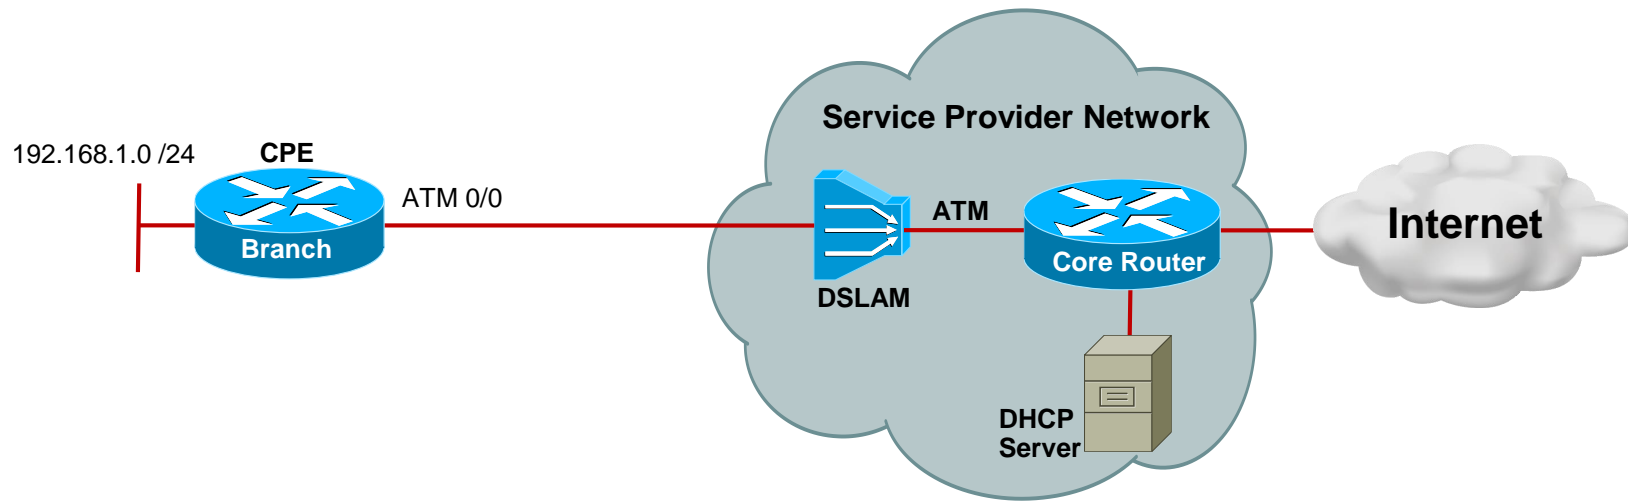 Service Provider Network
192.168.1.0 /24
CPE
ATM 0/0
Branch
DSLAM
ATM
Core Router
Internet
DHCP
Server